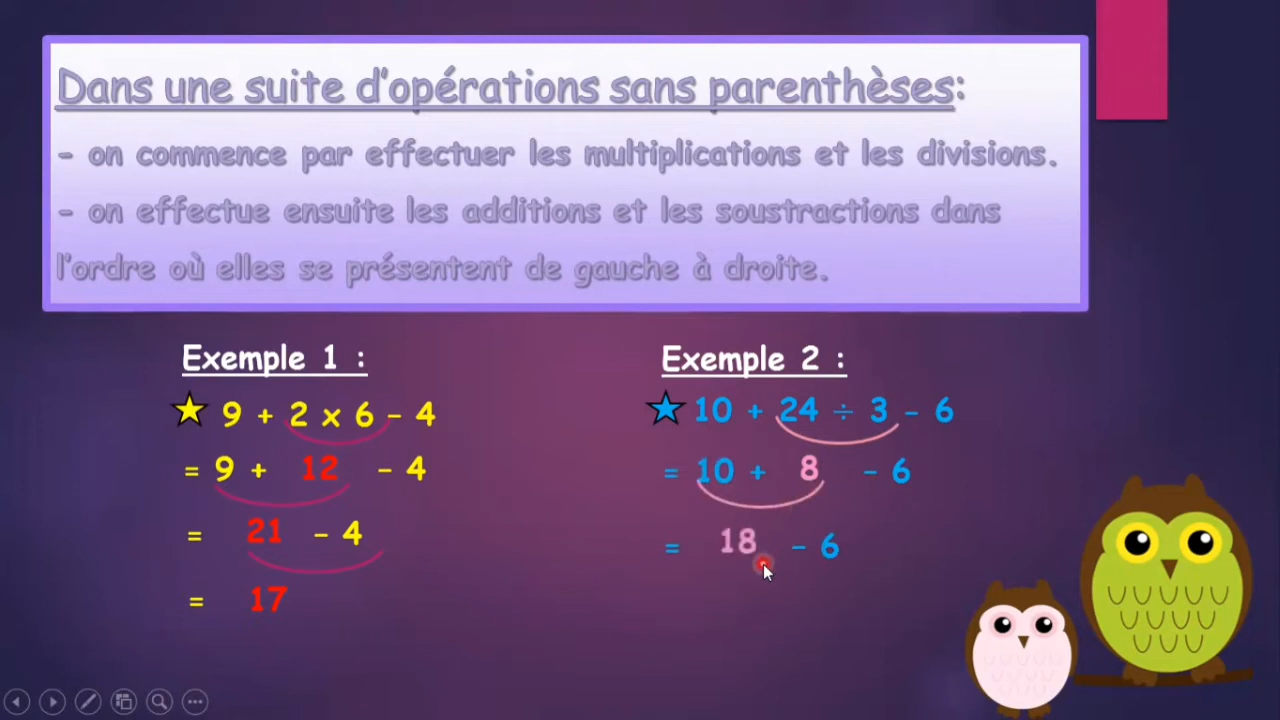 Dans une suite d'opérations sans parenthèses:
- on commence par effectuer les multiplications et les divisions.
- on effectue ensuite les additions et les soustractions dans
l'ordre où elles se présentent de gauche à droite.
Exemple 1 :
9 + 2 x 6 - 4
= 9 + 12 - 4
= 21 - 4
= 17
Exemple 2 :
10 + 24 ÷ 3 - 6
= 10 + 8 - 6
= 18 - 6